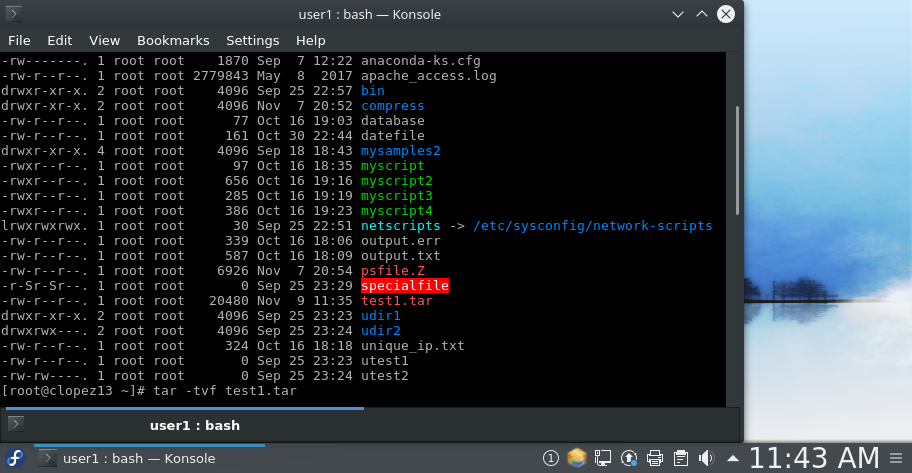 user1 : bash — Konsole
File Edit View Bookmarks Settings Help
-rw-------. 1 root root    1870 Sep  7 12:22 anaconda-ks.cfg
-rw-r--r--. 1 root root 2779843 May  8  2017 apache_access.log
drwxr-xr-x. 2 root root    4096 Sep 25 22:57 bin
drwxr-xr-x. 2 root root    4096 Nov  7 20:52 compress
-rw-r--r--. 1 root root      77 Oct 16 19:03 database
-rw-r--r--. 1 root root     161 Oct 30 22:44 datefile
drwxr-xr-x. 4 root root    4096 Sep 18 18:43 mysamples2
-rwxr--r--. 1 root root      97 Oct 16 18:35 myscript
-rwxr--r--. 1 root root     656 Oct 16 19:16 myscript2
-rwxr--r--. 1 root root     285 Oct 16 19:19 myscript3
-rwxr--r--. 1 root root     386 Oct 16 19:23 myscript4
lrwxrwxrwx. 1 root root      30 Sep 25 22:51 netscripts -> /etc/sysconfig/network-scripts
-rw-r--r--. 1 root root     339 Oct 16 18:06 output.err
-rw-r--r--. 1 root root     587 Oct 16 18:09 output.txt
-rw-r--r--. 1 root root    6926 Nov  7 20:54 psfile.Z
-r-Sr-Sr--. 1 root root       0 Sep 25 23:29 specialfile
-rw-r--r--. 1 root root   20480 Nov  9 11:35 test1.tar
drwxr-xr-x. 2 root root    4096 Sep 25 23:23 udir1
drwxrwx---. 2 root root    4096 Sep 25 23:24 udir2
-rw-r--r--. 1 root root     324 Oct 16 18:18 unique_ip.txt
-rw-r--r--. 1 root root       0 Sep 25 23:23 utest1
-rw-rw----. 1 root root       0 Sep 25 23:24 utest2
[root@clopez13 ~]# tar -tvf test1.tar
user1 : bash
user1 : bash — Konsole
1
11:43 AM